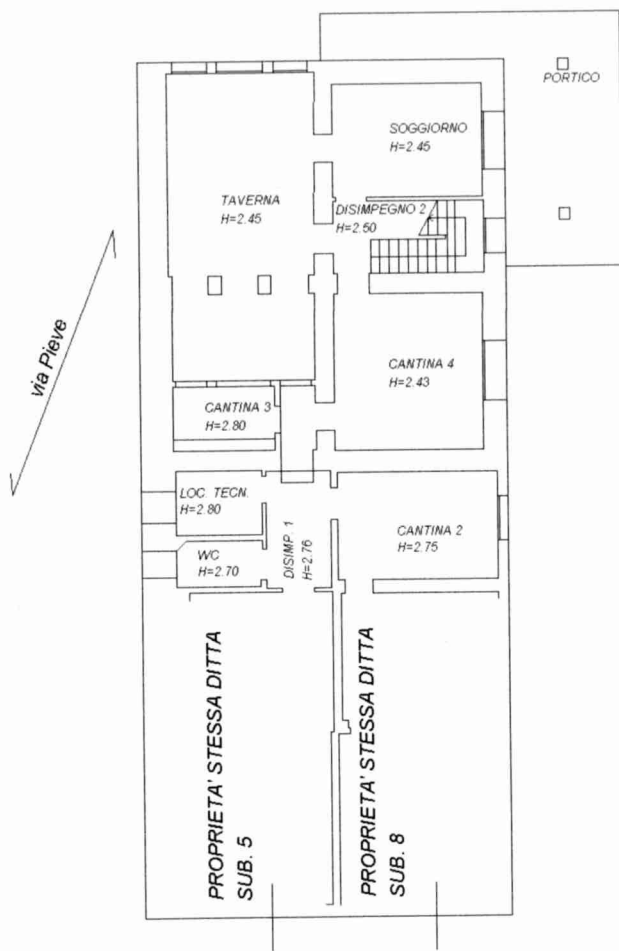 PORTICO
SOGGIORNO
H=2.45
TAVERNA
H=2.45
DISIMPEGNO 2
H=2.50
via Pieve
CANTINA 4
H=2.43
CANTINA 3
H=2.80
LOC. TECN.
H=2.80
DISIMP. 1
H=2.76
CANTINA 2
H=2.75
WC
H=2.70
PROPRIETA' STESSA DITTA
SUB. 5
PROPRIETA' STESSA DITTA
SUB. 8